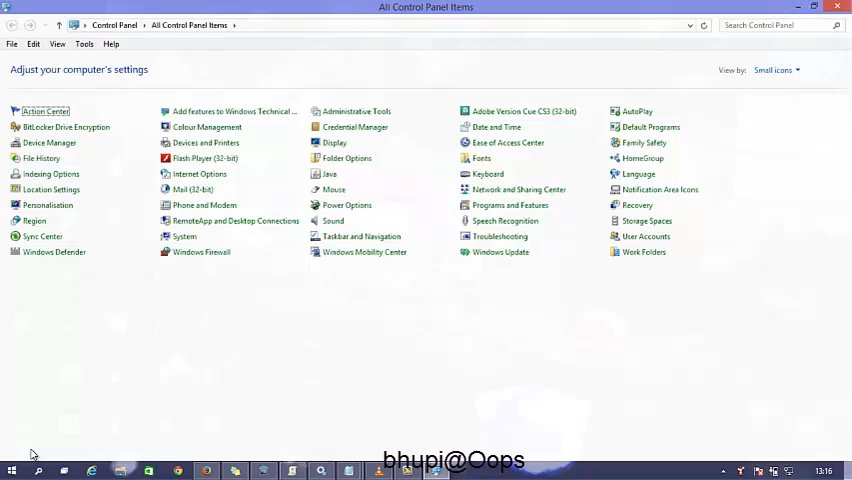 All Control Panel Items
Control Panel All Control Panel Items Search Control Panel
File Edit View Tools Help
Adjust your computer's settings View by: Small icons
Action Center Add features to Windows Technical ... Administrative Tools Adobe Version Cue CS3 (32-bit) AutoPlay
BitLocker Drive Encryption Colour Management Credential Manager Date and Time Default Programs
Device Manager Devices and Printers Display Ease of Access Center Family Safety
File History Flash Player (32-bit) Folder Options Fonts HomeGroup
Indexing Options Internet Options Java Keyboard Language
Location Settings Mail (32-bit) Mouse Network and Sharing Center Notification Area Icons
Personalisation Phone and Modem Power Options Programs and Features Recovery
Region RemoteApp and Desktop Connections Sound Speech Recognition Storage Spaces
Sync Center System Taskbar and Navigation Troubleshooting User Accounts
Windows Defender Windows Firewall Windows Mobility Center Windows Update Work Folders
bhupi@Oops
13:16